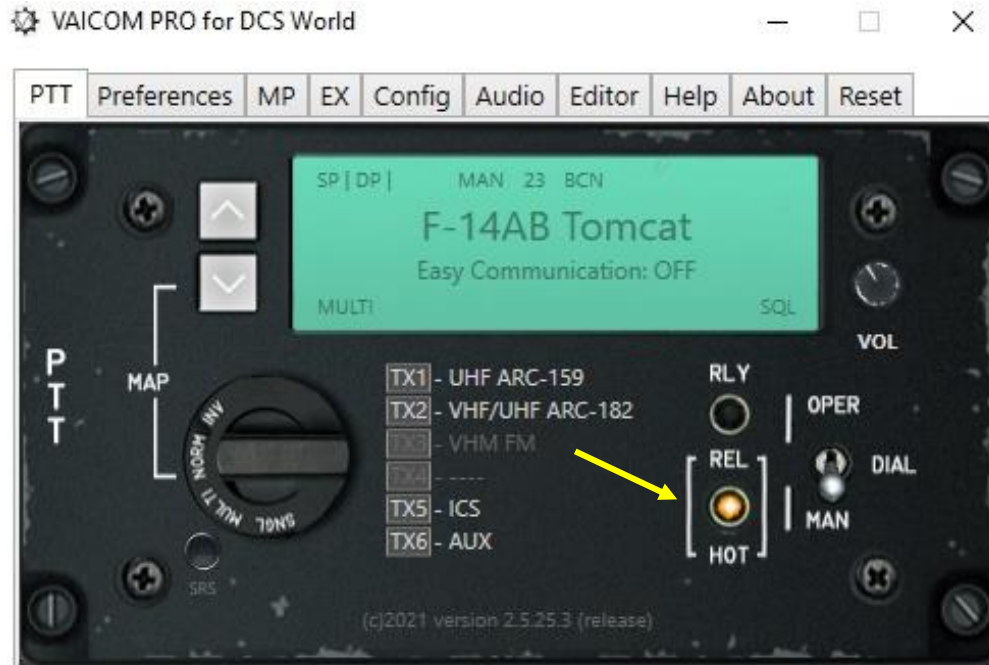 VAICOM PRO for DCS World
PTT Preferences MP EX Config Audio Editor Help About Reset
SP | DP | MAN 23 BCN
F-14AB Tomcat
Easy Communication: OFF
MULTI SQL
VOL
PTT
MAP
NORM INV
MULTI
SNGL
SRS
TX1 - UHF ARC-159
TX2 - VHF/UHF ARC-182
TX3 - VHM FM
TX4 - ----
TX5 - ICS
TX6 - AUX
RLY
OPER
REL
DIAL
MAN
HOT
(c)2021 version 2.5.25.3 (release)